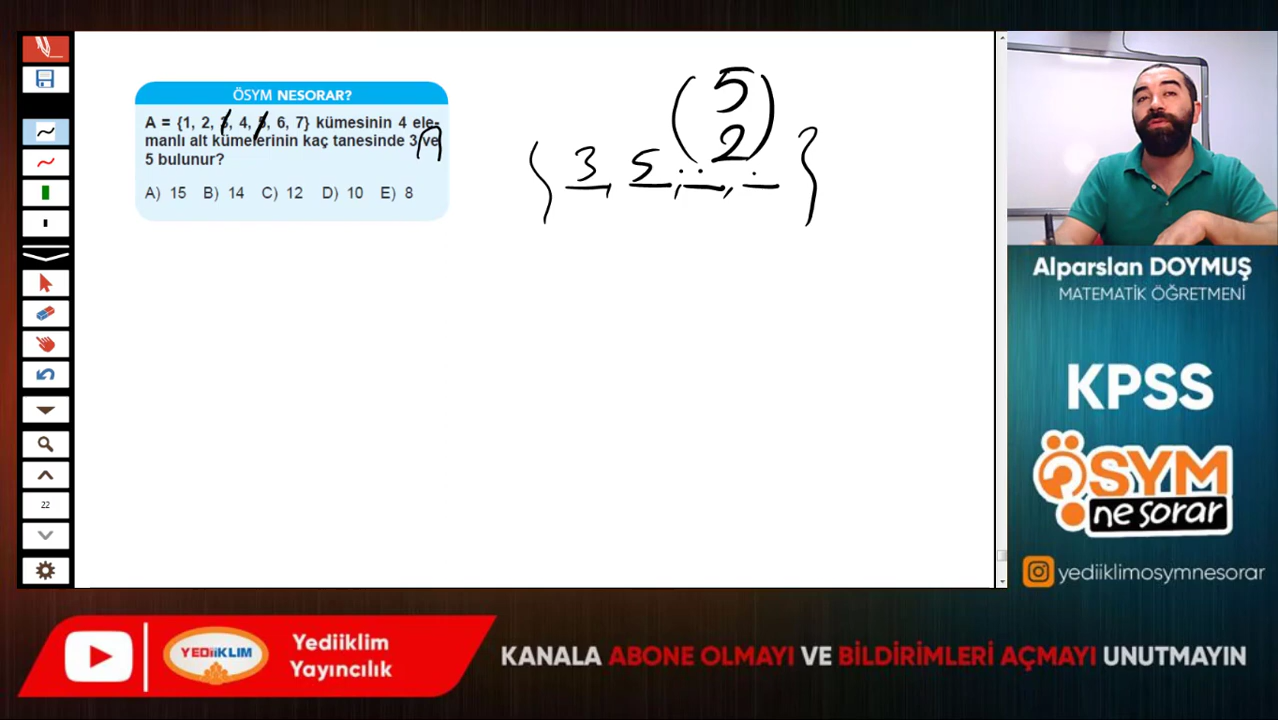 ÖSYM NESORAR?
A = {1, 2, 3, 4, 5, 6, 7} kümesinin 4 ele-
manlı alt kümelerinin kaç tanesinde 3 ve
5 bulunur?
A) 15 B) 14 C) 12 D) 10 E) 8
(5
2)
{3, 5, , }
22
Alparslan DOYMUŞ
MATEMATİK ÖĞRETMENİ
KPSS
ÖSYM
ne sorar
yediiklimosymnesorar
YEDİİKLİM
Yediiklim
Yayıncılık
KANALA ABONE OLMAYI VE BİLDİRİMLERİ AÇMAYI UNUTMAYIN